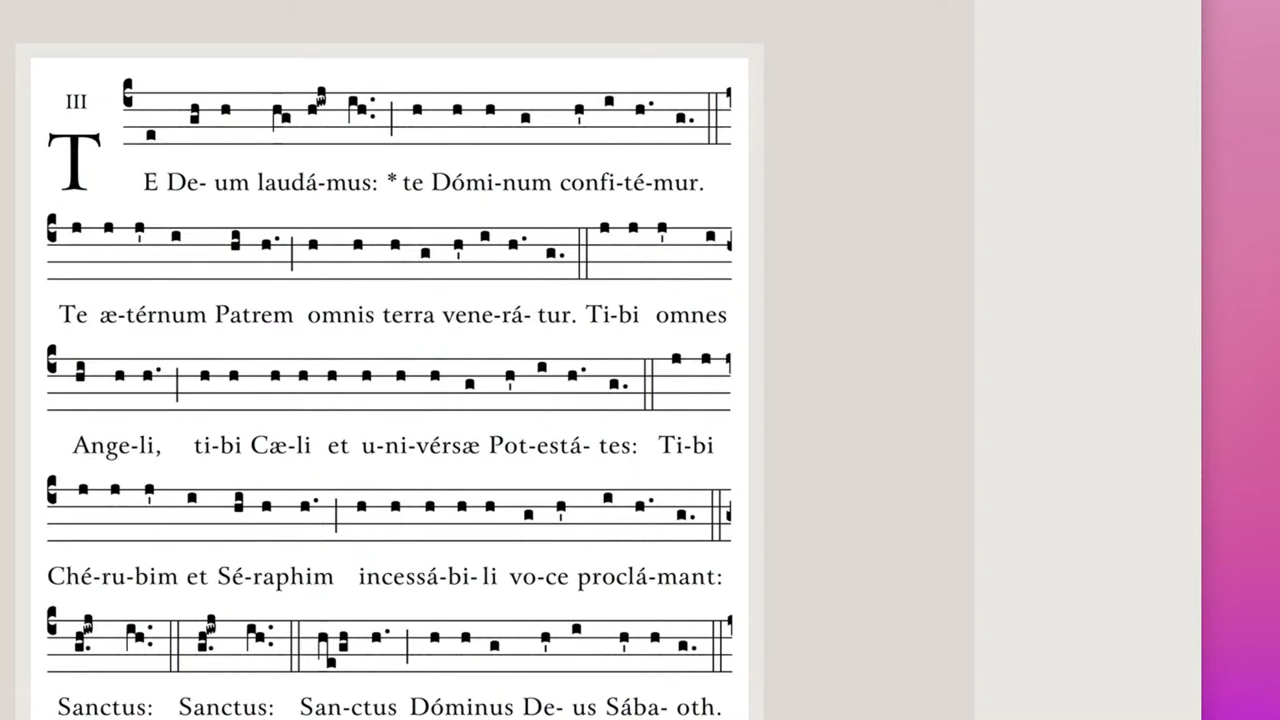 III
TE De- um laudá-mus: * te Dómi-num confi-té-mur.
Te æ-térnum Patrem omnis terra vene-rá- tur. Ti-bi omnes
Ange-li, ti-bi Cæ-li et u-ni-vérsæ Pot-está- tes: Ti-bi
Ché-ru-bim et Sé-raphim incessá-bi- li vo-ce proclá-mant:
Sanctus: Sanctus: San-ctus Dóminus De- us Sába- oth.